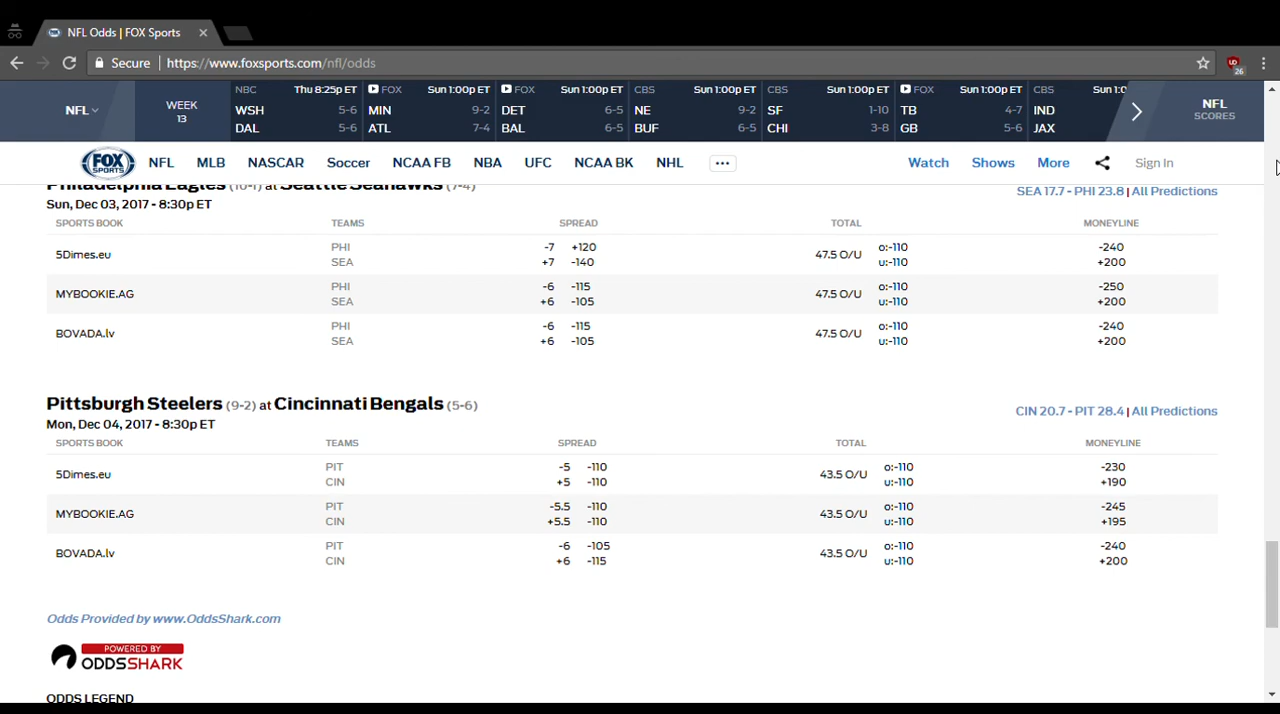 NFL Odds | FOX Sports
Secure | https://www.foxsports.com/nfl/odds
26
NFL
WEEK 13
NBC Thu 8:25p ET
WSH 5-6
DAL 5-6
FOX Sun 1:00p ET
MIN 9-2
ATL 7-4
FOX Sun 1:00p ET
DET 6-5
BAL 6-5
CBS Sun 1:00p ET
NE 9-2
BUF 6-5
CBS Sun 1:00p ET
SF 1-10
CHI 3-8
FOX Sun 1:00p ET
TB 4-7
GB 5-6
CBS Sun 1:0
IND
JAX
NFL
SCORES
FOX SPORTS NFL MLB NASCAR Soccer NCAA FB NBA UFC NCAA BK NHL ... Watch Shows More Sign In
Philadelphia Eagles (10-1) at Seattle Seahawks (7-4)
SEA 17.7 - PHI 23.8 | All Predictions
Sun, Dec 03, 2017 - 8:30p ET
SPORTS BOOK TEAMS SPREAD TOTAL MONEYLINE
5Dimes.eu
PHI -7 +120 47.5 O/U o:-110 -240
SEA +7 -140 u:-110 +200
MYBOOKIE.AG
PHI -6 -115 47.5 O/U o:-110 -250
SEA +6 -105 u:-110 +200
BOVADA.lv
PHI -6 -115 47.5 O/U o:-110 -240
SEA +6 -105 u:-110 +200
Pittsburgh Steelers (9-2) at Cincinnati Bengals (5-6)
CIN 20.7 - PIT 28.4 | All Predictions
Mon, Dec 04, 2017 - 8:30p ET
SPORTS BOOK TEAMS SPREAD TOTAL MONEYLINE
5Dimes.eu
PIT -5 -110 43.5 O/U o:-110 -230
CIN +5 -110 u:-110 +190
MYBOOKIE.AG
PIT -5.5 -110 43.5 O/U o:-110 -245
CIN +5.5 -110 u:-110 +195
BOVADA.lv
PIT -6 -105 43.5 O/U o:-110 -240
CIN +6 -115 u:-110 +200
Odds Provided by www.OddsShark.com
POWERED BY
ODDSSHARK
ODDS LEGEND